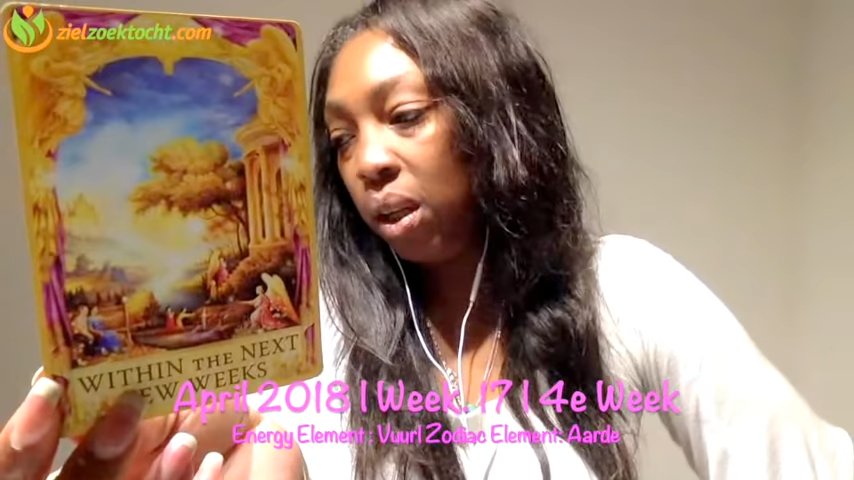 zielzoektocht.com
WITHIN THE NEXT
FEW WEEKS
April 2018 | Week 17 | 4e Week
Energy Element : Vuur| Zodiac Element: Aarde